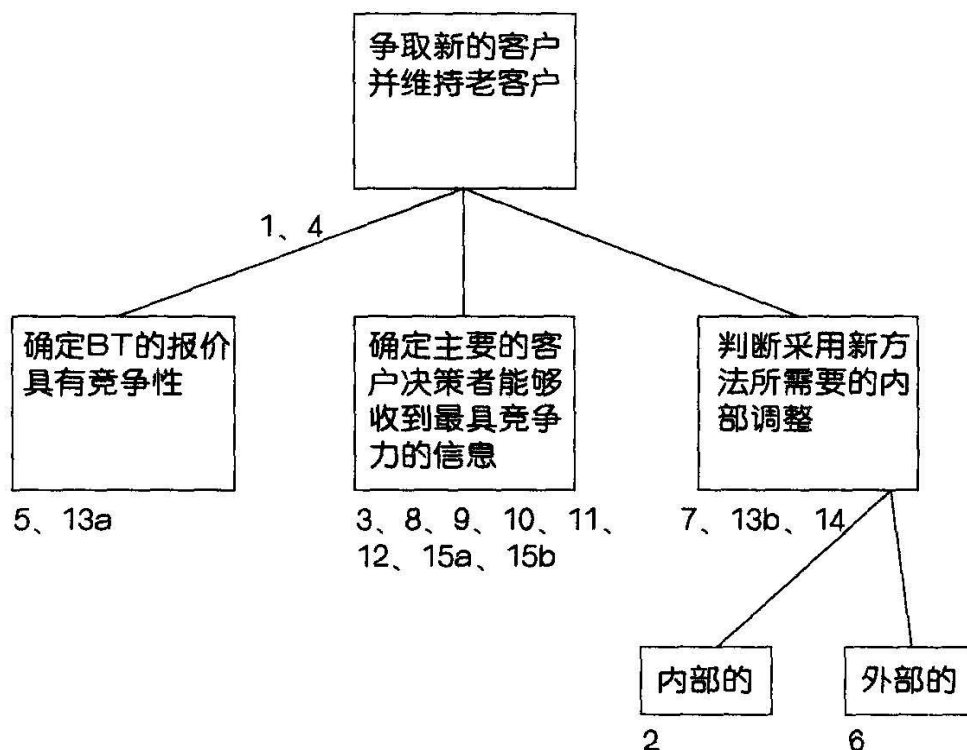 争取新的客户
并维持老客户
1、4
确定BT的报价
具有竞争性
确定主要的客
户决策者能够
收到最具竞争
力的信息
判断采用新方
法所需要的内
部调整
5、13a
3、8、9、10、11、
12、15a、15b
7、13b、14
内部的
外部的
2
6